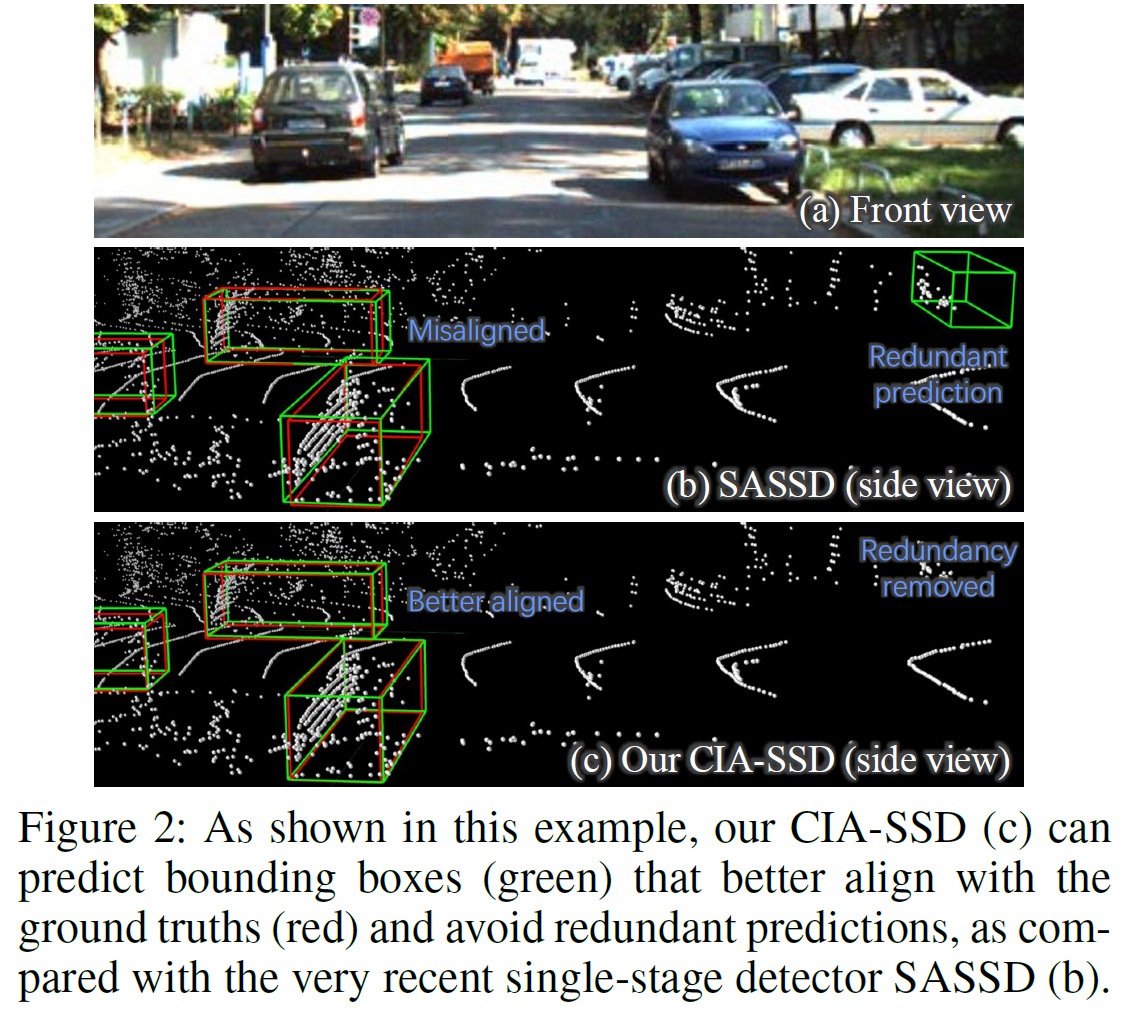 (a) Front view
Misaligned
Redundant
prediction
(b) SASSD (side view)
Redundancy
removed
Better aligned
(c) Our CIA-SSD (side view)
Figure 2: As shown in this example, our CIA-SSD (c) can
predict bounding boxes (green) that better align with the
ground truths (red) and avoid redundant predictions, as com-
pared with the very recent single-stage detector SASSD (b).